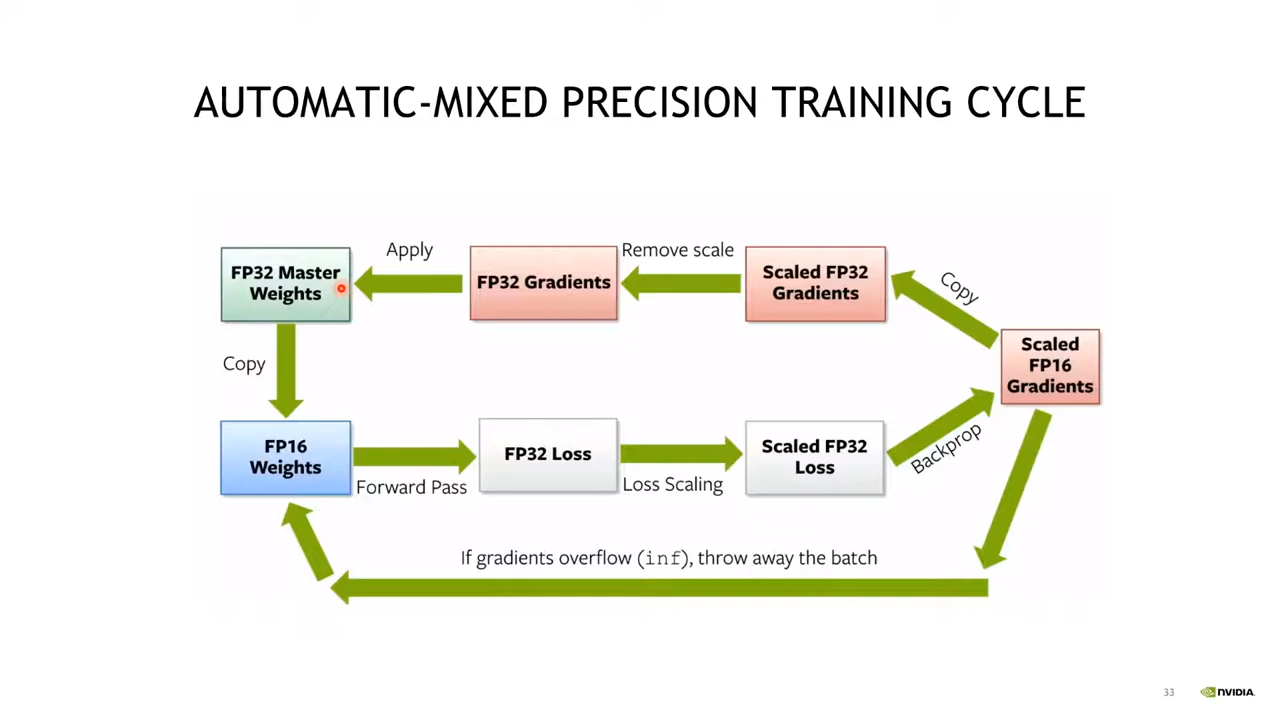 AUTOMATIC-MIXED PRECISION TRAINING CYCLE
FP32 Master
Weights
Apply
FP32 Gradients
Remove scale
Scaled FP32
Gradients
Copy
Scaled
FP16
Gradients
Copy
FP16
Weights
Forward Pass
FP32 Loss
Loss Scaling
Scaled FP32
Loss
Backprop
If gradients overflow (inf), throw away the batch
33
NVIDIA.